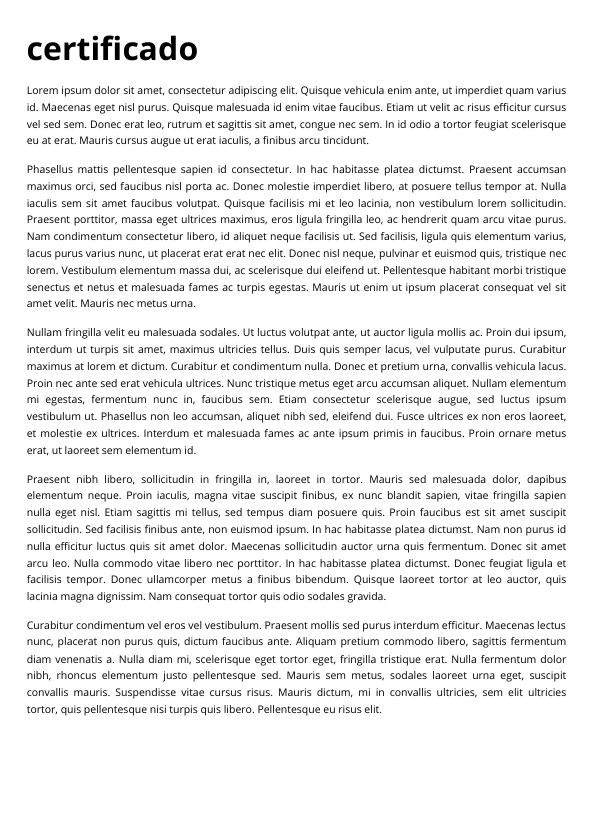 certificado
Lorem ipsum dolor sit amet, consectetur adipiscing elit. Quisque vehicula enim ante, ut imperdiet quam varius
id. Maecenas eget nisl purus. Quisque malesuada id enim vitae faucibus. Etiam ut velit ac risus efficitur cursus
vel sed sem. Donec erat leo, rutrum et sagittis sit amet, congue nec sem. In id odio a tortor feugiat scelerisque
eu at erat. Mauris cursus augue ut erat iaculis, a finibus arcu tincidunt.
Phasellus mattis pellentesque sapien id consectetur. In hac habitasse platea dictumst. Praesent accumsan
maximus orci, sed faucibus nisl porta ac. Donec molestie imperdiet libero, at posuere tellus tempor at. Nulla
iaculis sem sit amet faucibus volutpat. Quisque facilisis mi et leo lacinia, non vestibulum lorem sollicitudin.
Praesent porttitor, massa eget ultrices maximus, eros ligula fringilla leo, ac hendrerit quam arcu vitae purus.
Nam condimentum consectetur libero, id aliquet neque facilisis ut. Sed facilisis, ligula quis elementum varius,
lacus purus varius nunc, ut placerat erat erat nec elit. Donec nisl neque, pulvinar et euismod quis, tristique nec
lorem. Vestibulum elementum massa dui, ac scelerisque dui eleifend ut. Pellentesque habitant morbi tristique
senectus et netus et malesuada fames ac turpis egestas. Mauris ut enim ut ipsum placerat consequat vel sit
amet velit. Mauris nec metus urna.
Nullam fringilla velit eu malesuada sodales. Ut luctus volutpat ante, ut auctor ligula mollis ac. Proin dui ipsum,
interdum ut turpis sit amet, maximus ultricies tellus. Duis quis semper lacus, vel vulputate purus. Curabitur
maximus at lorem et dictum. Curabitur et condimentum nulla. Donec et pretium urna, convallis vehicula lacus.
Proin nec ante sed erat vehicula ultrices. Nunc tristique metus eget arcu accumsan aliquet. Nullam elementum
mi egestas, fermentum nunc in, faucibus sem. Etiam consectetur scelerisque augue, sed luctus ipsum
vestibulum ut. Phasellus non leo accumsan, aliquet nibh sed, eleifend dui. Fusce ultrices ex non eros laoreet,
et molestie ex ultrices. Interdum et malesuada fames ac ante ipsum primis in faucibus. Proin ornare metus
erat, ut laoreet sem elementum id.
Praesent nibh libero, sollicitudin in fringilla in, laoreet in tortor. Mauris sed malesuada dolor, dapibus
elementum neque. Proin iaculis, magna vitae suscipit finibus, ex nunc blandit sapien, vitae fringilla sapien
nulla eget nisl. Etiam sagittis mi tellus, sed tempus diam posuere quis. Proin faucibus est sit amet suscipit
sollicitudin. Sed facilisis finibus ante, non euismod ipsum. In hac habitasse platea dictumst. Nam non purus id
nulla efficitur luctus quis sit amet dolor. Maecenas sollicitudin auctor urna quis fermentum. Donec sit amet
arcu leo. Nulla commodo vitae libero nec porttitor. In hac habitasse platea dictumst. Donec feugiat ligula et
facilisis tempor. Donec ullamcorper metus a finibus bibendum. Quisque laoreet tortor at leo auctor, quis
lacinia magna dignissim. Nam consequat tortor quis odio sodales gravida.
Curabitur condimentum vel eros vel vestibulum. Praesent mollis sed purus interdum efficitur. Maecenas lectus
nunc, placerat non purus quis, dictum faucibus ante. Aliquam pretium commodo libero, sagittis fermentum
diam venenatis a. Nulla diam mi, scelerisque eget tortor eget, fringilla tristique erat. Nulla fermentum dolor
nibh, rhoncus elementum justo pellentesque sed. Mauris sem metus, sodales laoreet urna eget, suscipit
convallis mauris. Suspendisse vitae cursus risus. Mauris dictum, mi in convallis ultricies, sem elit ultricies
tortor, quis pellentesque nisi turpis quis libero. Pellentesque eu risus elit.